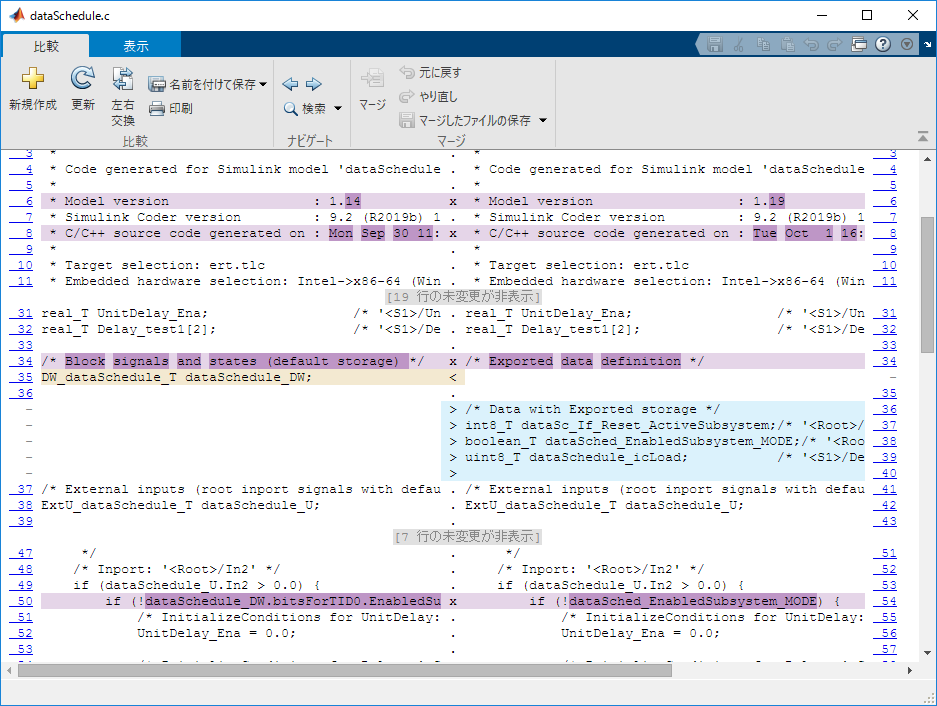 dataSchedule.c
比較 表示
新規作成 更新 左右交換 名前を付けて保存 印刷 検索 マージ 元に戻す やり直し マージしたファイルの保存
比較 ナビゲート マージ
3 * . * 3
4 * Code generated for Simulink model 'dataSchedule . * Code generated for Simulink model 'dataSchedule 4
5 * . * 5
6 * Model version : 1.14 x * Model version : 1.19 6
7 * Simulink Coder version : 9.2 (R2019b) 1 . * Simulink Coder version : 9.2 (R2019b) 1 7
8 * C/C++ source code generated on : Mon Sep 30 11: x * C/C++ source code generated on : Tue Oct 1 16: 8
9 * . * 9
10 * Target selection: ert.tlc . * Target selection: ert.tlc 10
11 * Embedded hardware selection: Intel->x86-64 (Win . * Embedded hardware selection: Intel->x86-64 (Win 11
[19 行の未変更が非表示]
31 real_T UnitDelay_Ena; /* '<S1>/Un . real_T UnitDelay_Ena; /* '<S1>/Un 31
32 real_T Delay_test1[2]; /* '<S1>/De . real_T Delay_test1[2]; /* '<S1>/De 32
33 . 33
34 /* Block signals and states (default storage) */ x /* Exported data definition */ 34
35 DW_dataSchedule_T dataSchedule_DW; < -
36 . 35
- > /* Data with Exported storage */ 36
- > int8_T dataSc_If_Reset_ActiveSubsystem;/* '<Root>/ 37
- > boolean_T dataSched_EnabledSubsystem_MODE;/* '<Roo 38
- > uint8_T dataSchedule_icLoad; /* '<S1>/De 39
- > 40
37 /* External inputs (root inport signals with defau . /* External inputs (root inport signals with defau 41
38 ExtU_dataSchedule_T dataSchedule_U; . ExtU_dataSchedule_T dataSchedule_U; 42
39 . 43
[7 行の未変更が非表示]
47 */ . */ 51
48 /* Inport: '<Root>/In2' */ . /* Inport: '<Root>/In2' */ 52
49 if (dataSchedule_U.In2 > 0.0) { . if (dataSchedule_U.In2 > 0.0) { 53
50 if (!dataSchedule_DW.bitsForTID0.EnabledSu x if (!dataSched_EnabledSubsystem_MODE) { 54
51 /* InitializeConditions for UnitDelay: . /* InitializeConditions for UnitDelay: 55
52 UnitDelay_Ena = 0.0; . UnitDelay_Ena = 0.0; 56
53 . 57